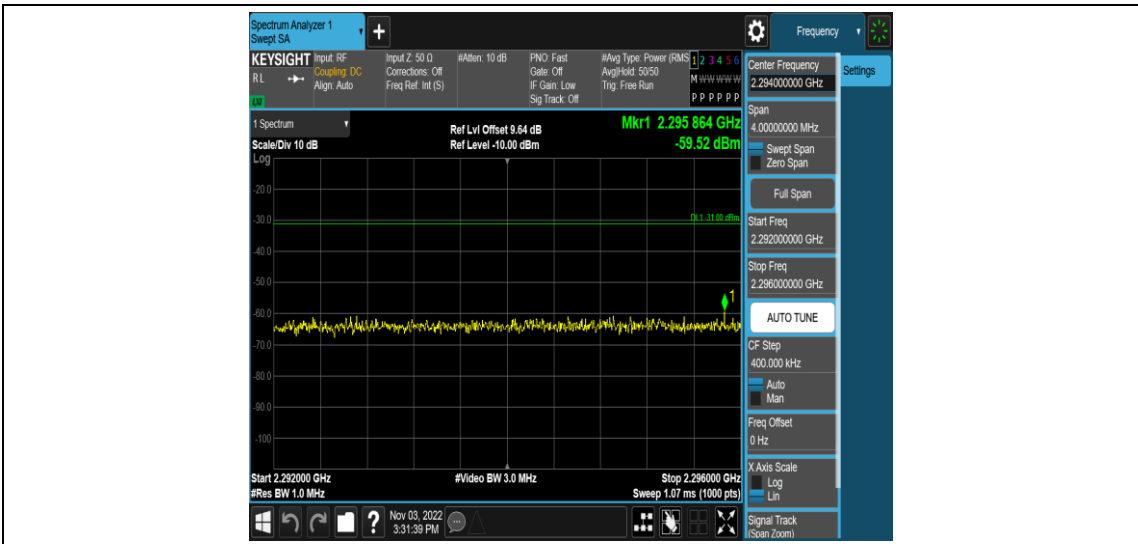 Spectrum Analyzer 1
Swept SA
+
Frequency
KEYSIGHT
RL
LXI
Input: RF
Coupling: DC
Align: Auto
Input Z: 50 Ω
Corrections: Off
Freq Ref: Int (S)
#Atten: 10 dB
PNO: Fast
Gate: Off
IF Gain: Low
Sig Track: Off
#Avg Type: Power (RMS
Avg|Hold: 50/50
Trig: Free Run
1 2 3 4 5 6
M W W W W W
P P P P P P
1 Spectrum
Scale/Div 10 dB
Ref Lvl Offset 9.64 dB
Ref Level -10.00 dBm
Mkr1 2.295 864 GHz
-59.52 dBm
Log
-20.0
-30.0
DL1 -31.00 dBm
-40.0
-50.0
1
-60.0
-70.0
-80.0
-90.0
-100
Start 2.292000 GHz
#Res BW 1.0 MHz
#Video BW 3.0 MHz
Stop 2.296000 GHz
Sweep 1.07 ms (1000 pts)
?
Nov 03, 2022
3:31:39 PM
Center Frequency
2.294000000 GHz
Settings
Span
4.00000000 MHz
Swept Span
Zero Span
Full Span
Start Freq
2.292000000 GHz
Stop Freq
2.296000000 GHz
AUTO TUNE
CF Step
400.000 kHz
Auto
Man
Freq Offset
0 Hz
X Axis Scale
Log
Lin
Signal Track
(Span Zoom)